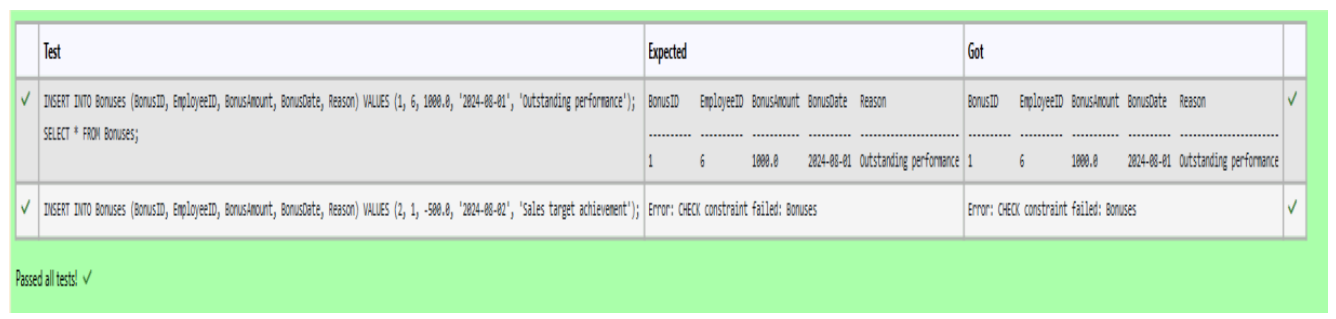 Test Expected Got
✓ INSERT INTO Bonuses (BonusID, EmployeeID, BonusAmount, BonusDate, Reason) VALUES (1, 6, 1000.0, '2024-08-01', 'Outstanding performance'); BonusID EmployeeID BonusAmount BonusDate Reason BonusID EmployeeID BonusAmount BonusDate Reason ✓
SELECT * FROM Bonuses; ---------- ---------- ----------- ---------- ----------------------- ---------- ---------- ----------- ---------- -----------------------
1 6 1000.0 2024-08-01 Outstanding performance 1 6 1000.0 2024-08-01 Outstanding performance
✓ INSERT INTO Bonuses (BonusID, EmployeeID, BonusAmount, BonusDate, Reason) VALUES (2, 1, -500.0, '2024-08-02', 'Sales target achievement'); Error: CHECK constraint failed: Bonuses Error: CHECK constraint failed: Bonuses ✓
Passed all tests! ✓